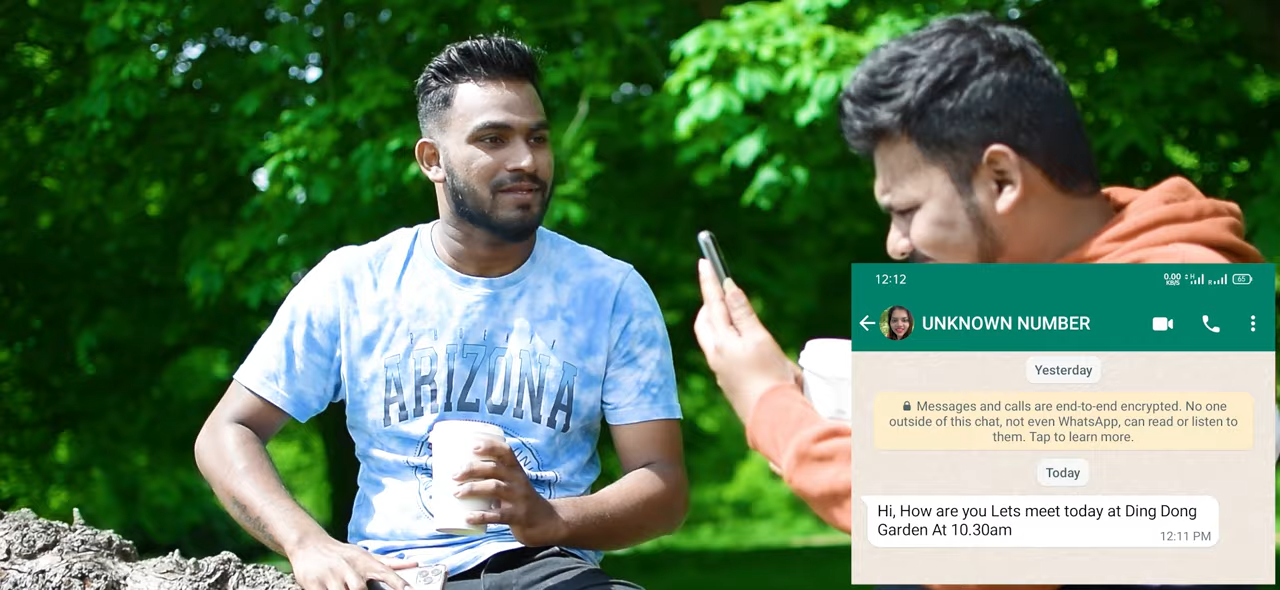 ARIZONA
12:12
0.00
KB/S
H
R
65
UNKNOWN NUMBER
Yesterday
Messages and calls are end-to-end encrypted. No one
outside of this chat, not even WhatsApp, can read or listen to
them. Tap to learn more.
Today
Hi, How are you Lets meet today at Ding Dong
Garden At 10.30am
12:11 PM